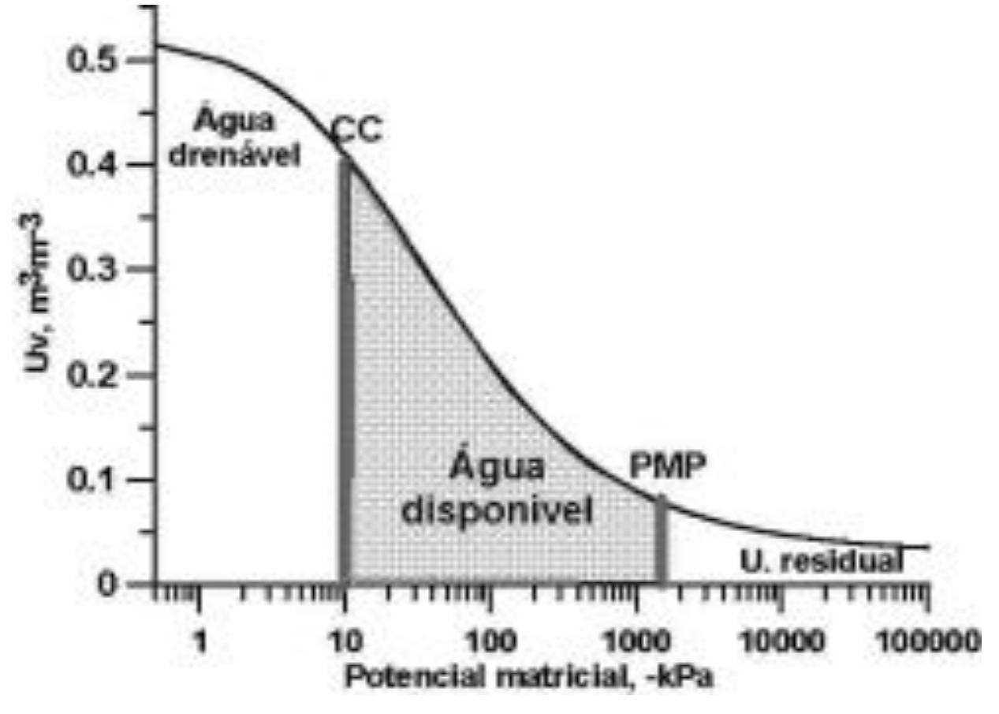 0.5
Água
drenável
CC
0.4
Uv, m³m⁻³
0.3
0.2
0.1
Água
disponivel
PMP
U. residual
0
1 10 100 1000 10000 100000
Potencial matricial, -kPa